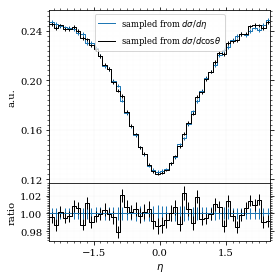 0.24
sampled from dσ/dη
sampled from dσ/dcosθ
0.20
a.u.
0.16
0.12
1.02
1.00
ratio
0.98
−1.5
0.0
1.5
η